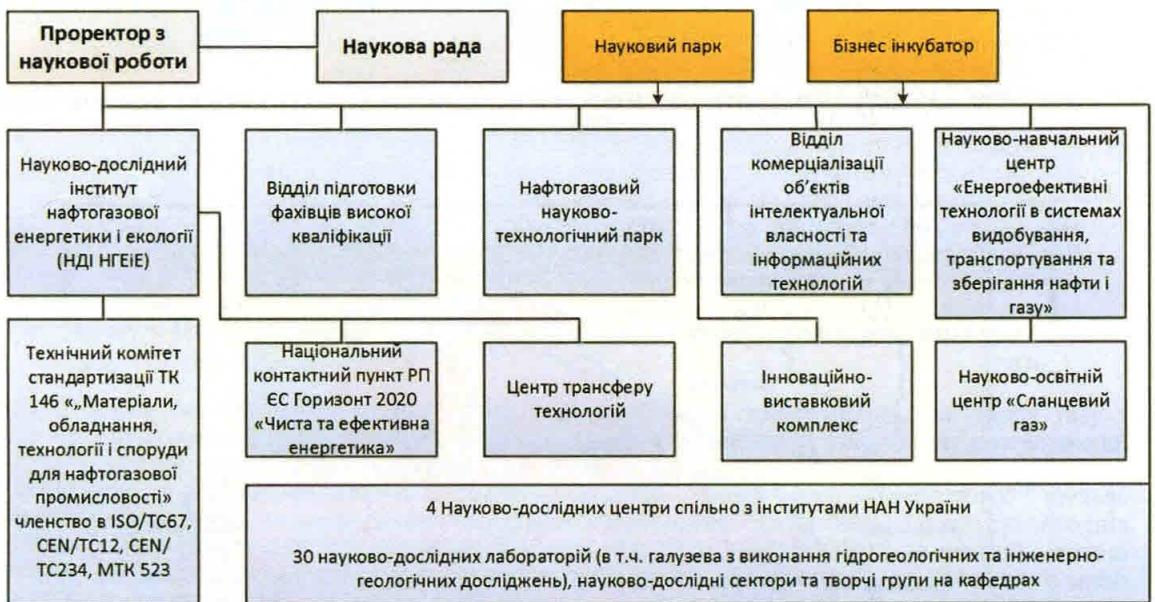 Проректор з
наукової роботи
Наукова рада
Науковий парк
Бізнес інкубатор
Науково-дослідний
інститут
нафтогазової
енергетики і екології
(НДІ НГЕіЕ)
Відділ підготовки
фахівців високої
кваліфікації
Нафтогазовий
науково-
технологічний парк
Відділ
комерціалізації
об’єктів
інтелектуальної
власності та
інформаційних
технологій
Науково-навчальний
центр
«Енергоефективні
технології в системах
видобування,
транспортування та
зберігання нафти і
газу»
Технічний комітет
стандартизації ТК
146 «„Матеріали,
обладнання,
технології і споруди
для нафтогазової
промисловості»
членство в ISO/TC67,
CEN/TC12, CEN/
TC234, МТК 523
Національний
контактний пункт РП
ЄС Горизонт 2020
«Чиста та ефективна
енергетика»
Центр трансферу
технологій
Інноваційно-
виставковий
комплекс
Науково-освітній
центр «Сланцевий
газ»
4 Науково-дослідних центри спільно з інститутами НАН України
30 науково-дослідних лабораторій (в т.ч. галузева з виконання гідрогеологічних та інженерно-
геологічних досліджень), науково-дослідні сектори та творчі групи на кафедрах